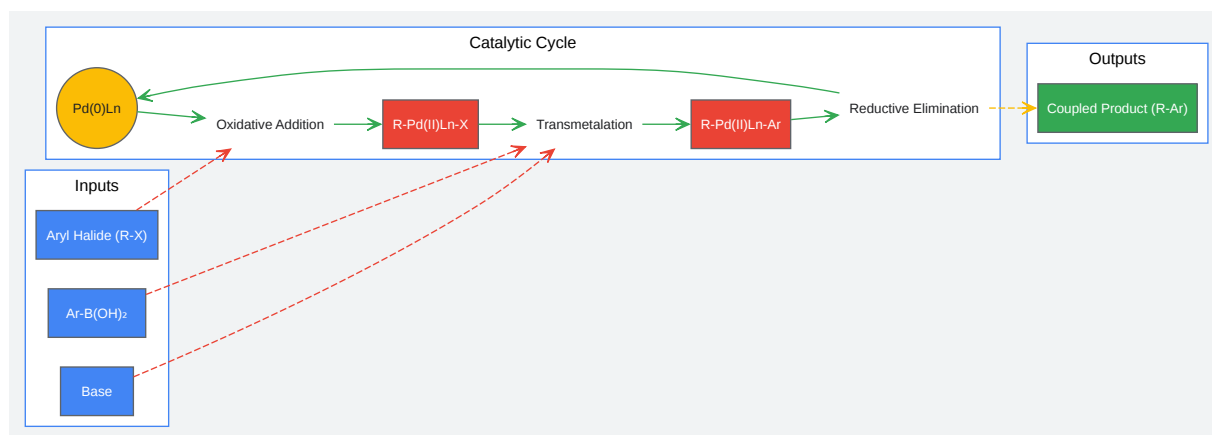 Catalytic Cycle
Pd(0)Ln
Oxidative Addition
R-Pd(II)Ln-X
Transmetalation
R-Pd(II)Ln-Ar
Reductive Elimination
Outputs
Coupled Product (R-Ar)
Inputs
Aryl Halide (R-X)
Ar-B(OH)₂
Base